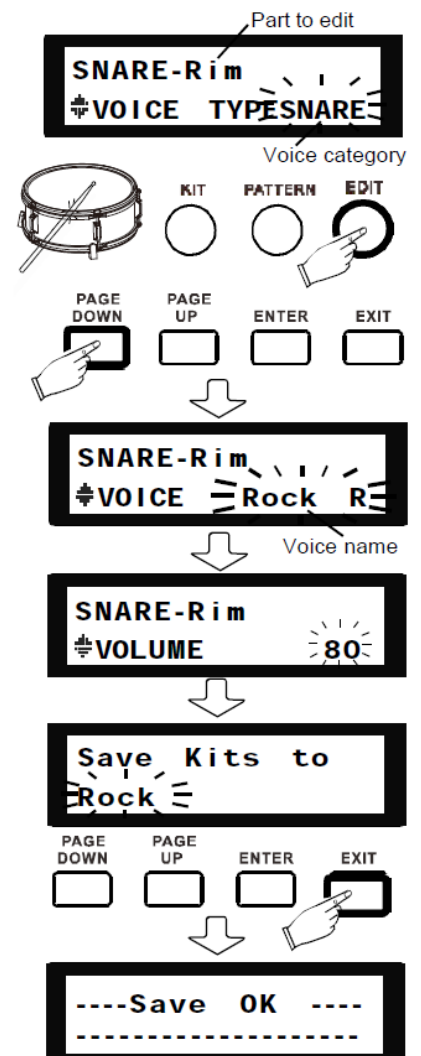 Part to edit
SNARE-Rim
VOICE TYPESNARE
Voice category
KIT PATTERN EDIT
PAGE DOWN PAGE UP ENTER EXIT
SNARE-Rim
VOICE Rock R
Voice name
SNARE-Rim
VOLUME 80
Save Kits to
Rock
PAGE DOWN PAGE UP ENTER EXIT
----Save OK ----
--------------------